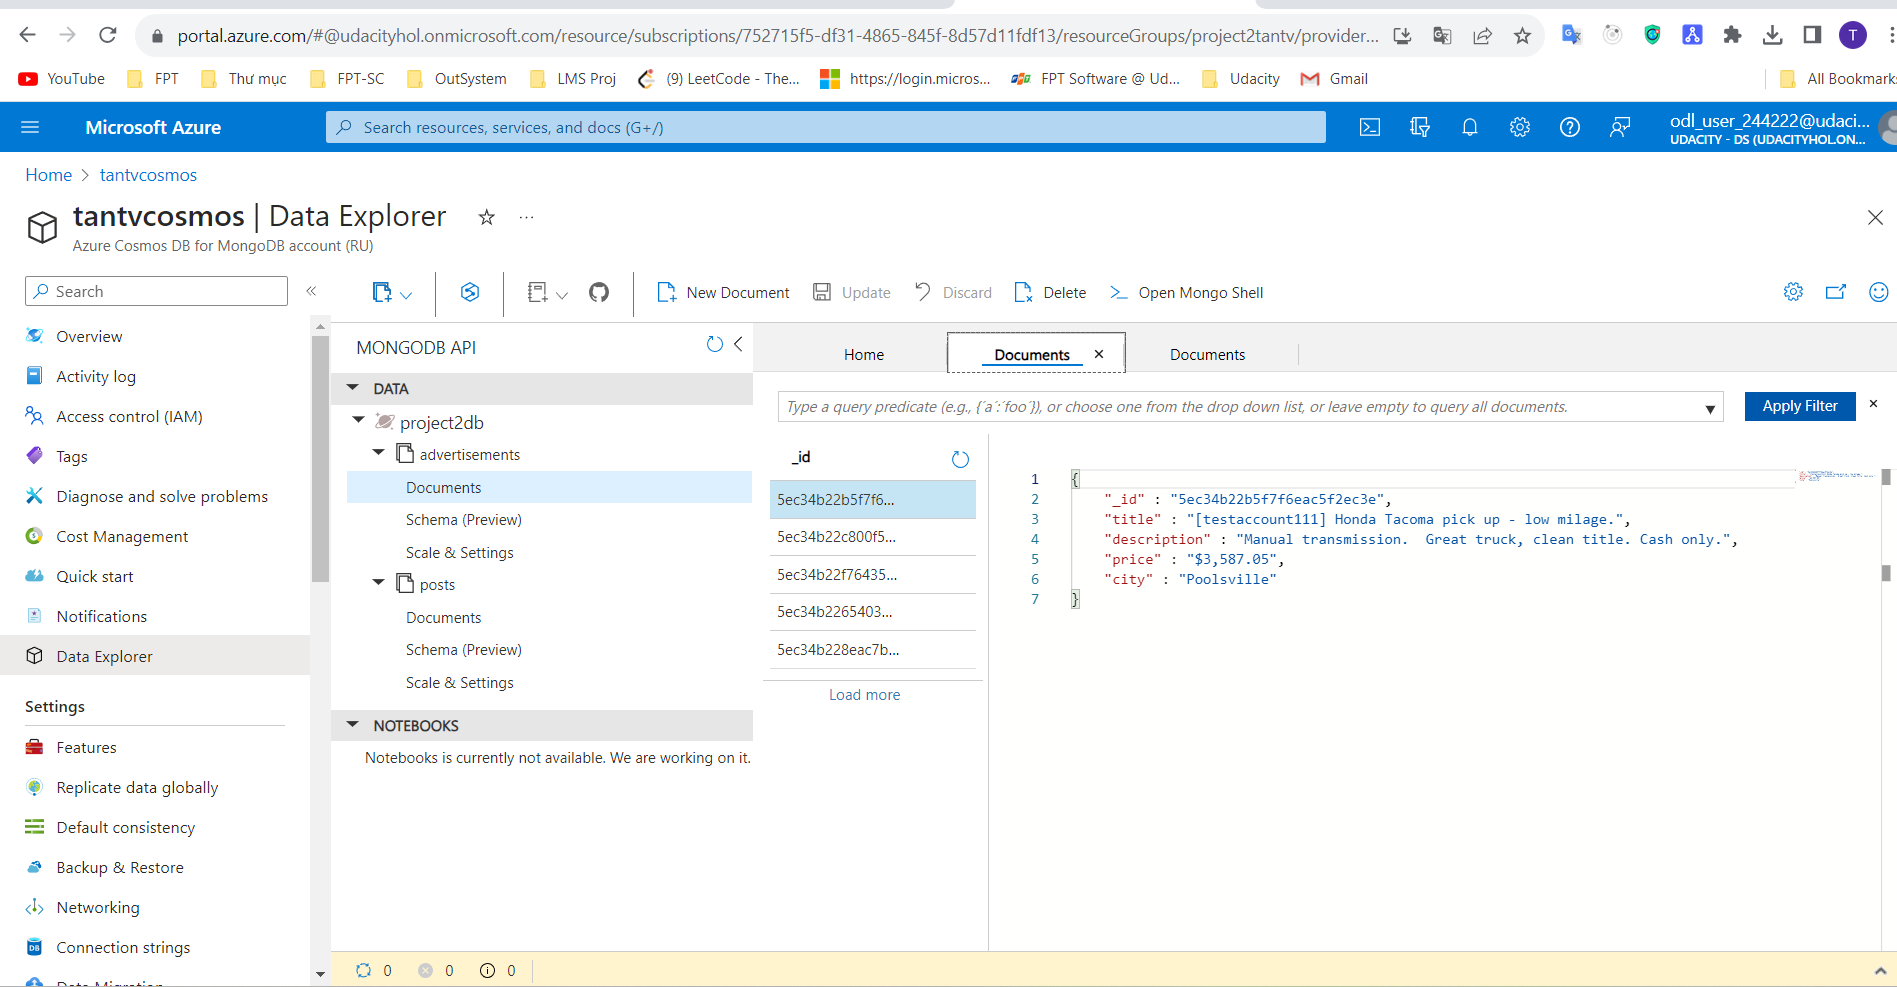 portal.azure.com/#@udacityhol.onmicrosoft.com/resource/subscriptions/752715f5-df31-4865-845f-8d57d11fdf13/resourceGroups/project2tantv/provider...
T
YouTube FPT Thư mục FPT-SC OutSystem LMS Proj (9) LeetCode - The... https://login.micros... FPT Software @ Ud... Udacity Gmail All Bookmarks
Microsoft Azure
Search resources, services, and docs (G+/)
odl_user_244222@udaci...
UDACITY - DS (UDACITYHOL.ON...
Home > tantvcosmos
tantvcosmos | Data Explorer ...
Azure Cosmos DB for MongoDB account (RU)
Search
New Document Update Discard Delete Open Mongo Shell
Overview
Activity log
Access control (IAM)
Tags
Diagnose and solve problems
Cost Management
Quick start
Notifications
Data Explorer
Settings
Features
Replicate data globally
Default consistency
Backup & Restore
Networking
Connection strings
Data Migration
MONGODB API
DATA
project2db
advertisements
Documents
Schema (Preview)
Scale & Settings
posts
Documents
Schema (Preview)
Scale & Settings
NOTEBOOKS
Notebooks is currently not available. We are working on it.
Home Documents Documents
Type a query predicate (e.g., {´a´:´foo´}), or choose one from the drop down list, or leave empty to query all documents.
Apply Filter
_id
5ec34b22b5f7f6...
5ec34b22c800f5...
5ec34b22f76435...
5ec34b2265403...
5ec34b228eac7b...
Load more
1 {
2 "_id" : "5ec34b22b5f7f6eac5f2ec3e",
3 "title" : "[testaccount111] Honda Tacoma pick up - low milage.",
4 "description" : "Manual transmission.  Great truck, clean title. Cash only.",
5 "price" : "$3,587.05",
6 "city" : "Poolsville"
7 }
0 0 0